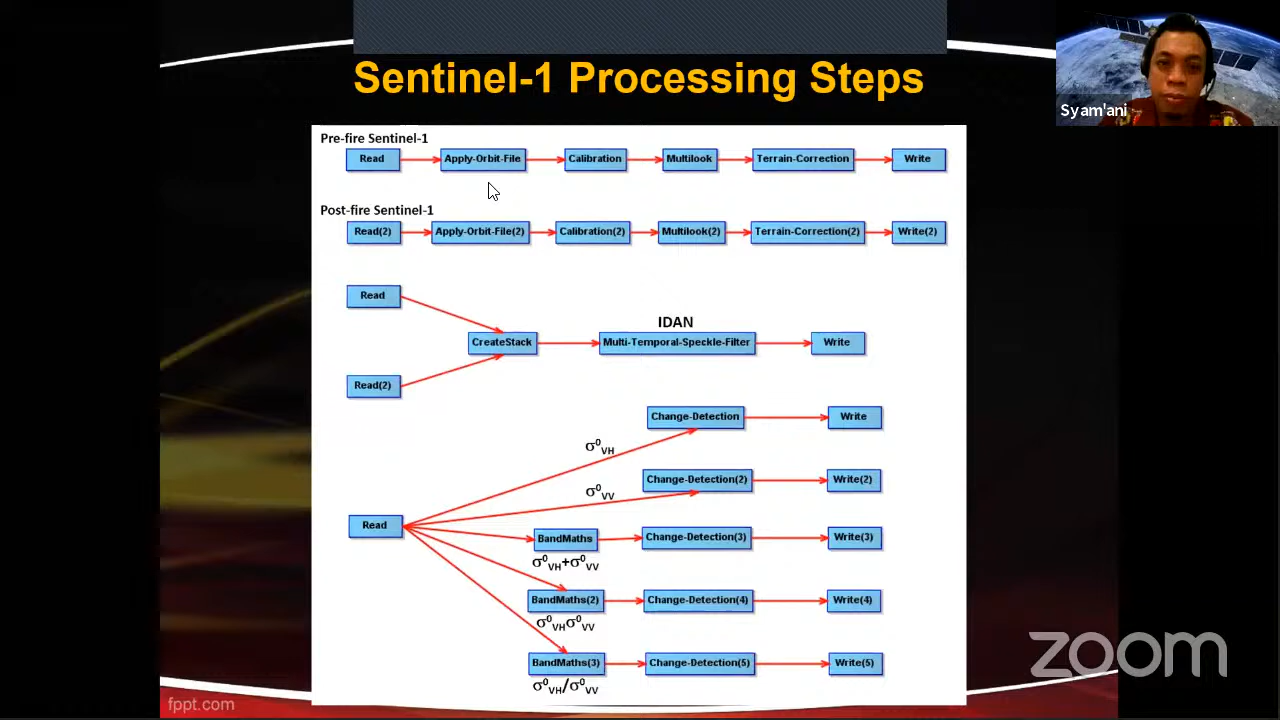 Sentinel-1 Processing Steps
Syam'ani
Pre-fire Sentinel-1
Read Apply-Orbit-File Calibration Multilook Terrain-Correction Write
Post-fire Sentinel-1
Read(2) Apply-Orbit-File(2) Calibration(2) Multilook(2) Terrain-Correction(2) Write(2)
Read
IDAN
CreateStack Multi-Temporal-Speckle-Filter Write
Read(2)
Change-Detection Write
σ⁰VH
Change-Detection(2) Write(2)
σ⁰VV
Read
BandMaths Change-Detection(3) Write(3)
σ⁰VH+σ⁰VV
BandMaths(2) Change-Detection(4) Write(4)
σ⁰VHσ⁰VV
BandMaths(3) Change-Detection(5) Write(5)
σ⁰VH/σ⁰VV
zoom
fppt.com